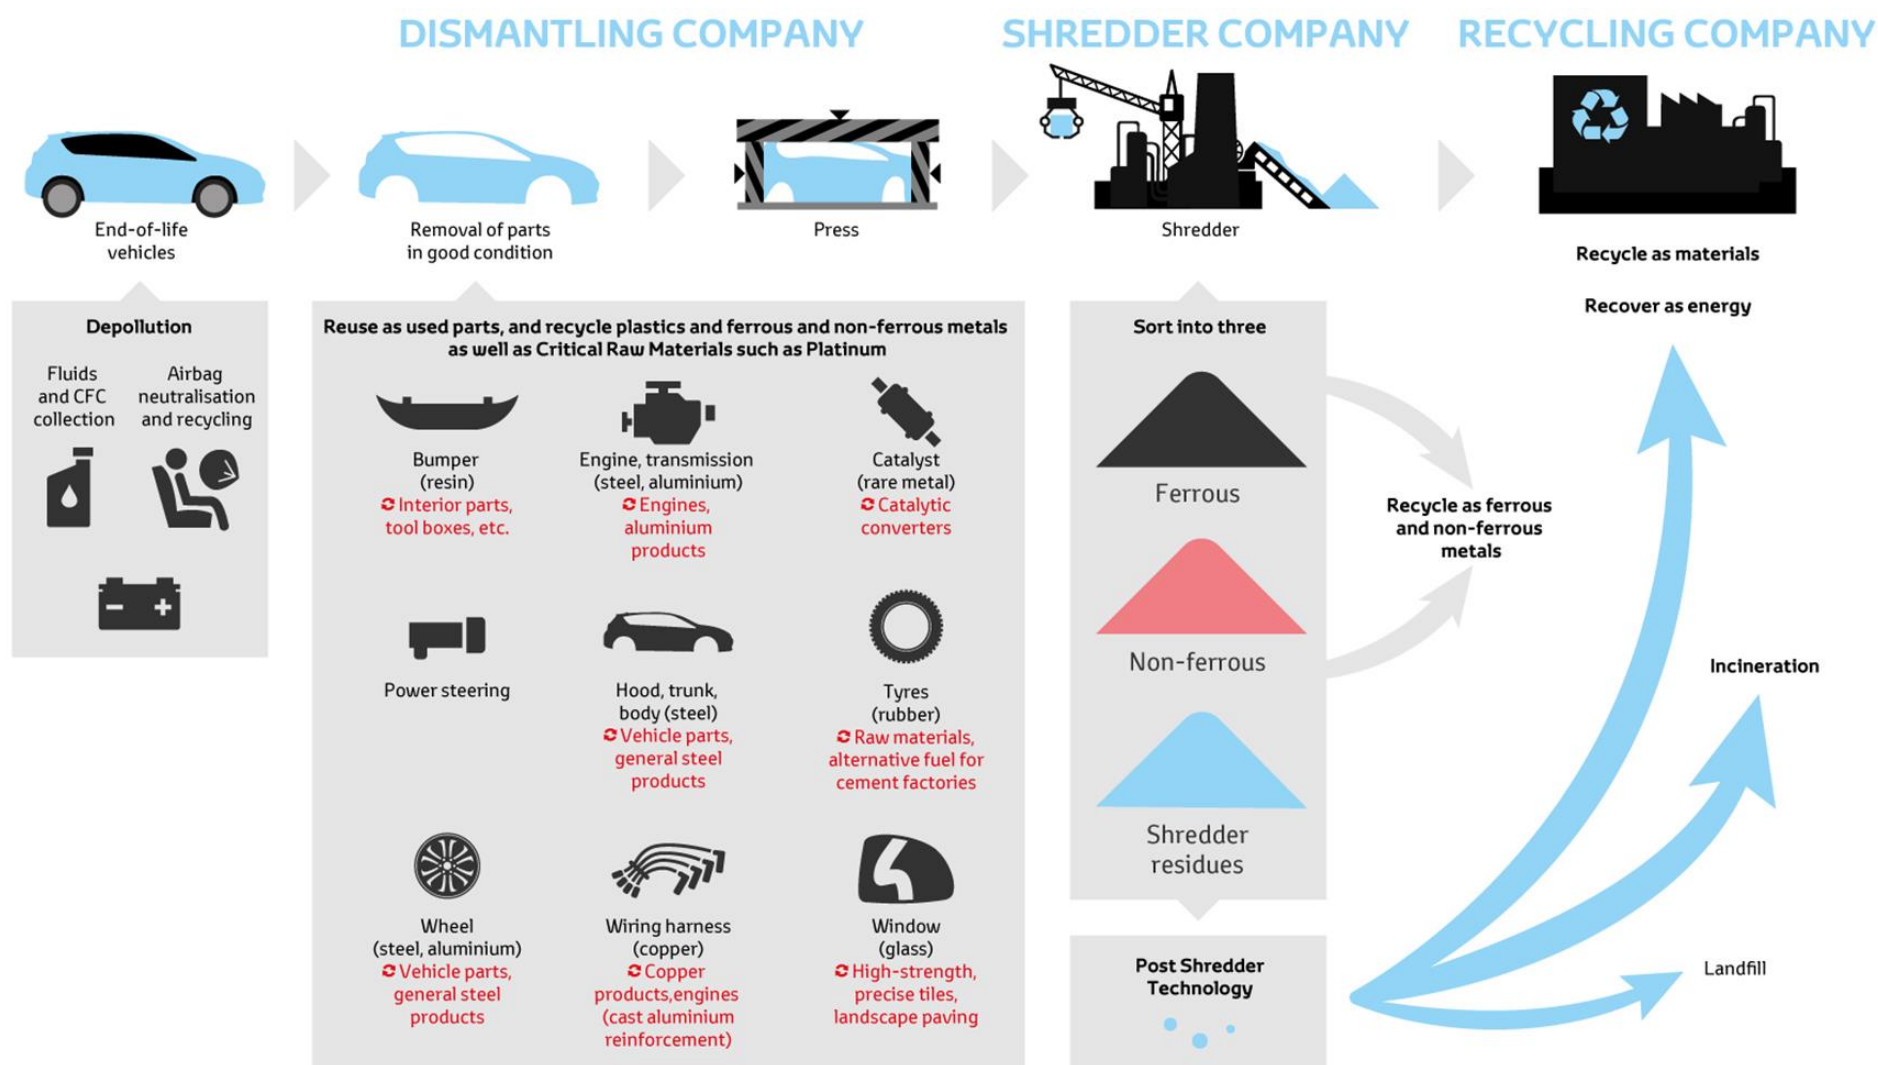 DISMANTLING COMPANY
SHREDDER COMPANY
RECYCLING COMPANY
End-of-life
vehicles
Removal of parts
in good condition
Press
Shredder
Recycle as materials
Recover as energy
Depollution
Fluids
and CFC
collection
Airbag
neutralisation
and recycling
Reuse as used parts, and recycle plastics and ferrous and non-ferrous metals
as well as Critical Raw Materials such as Platinum
Bumper
(resin)
Interior parts,
tool boxes, etc.
Engine, transmission
(steel, aluminium)
Engines,
aluminium
products
Catalyst
(rare metal)
Catalytic
converters
Power steering
Hood, trunk,
body (steel)
Vehicle parts,
general steel
products
Tyres
(rubber)
Raw materials,
alternative fuel for
cement factories
Wheel
(steel, aluminium)
Vehicle parts,
general steel
products
Wiring harness
(copper)
Copper
products,engines
(cast aluminium
reinforcement)
Window
(glass)
High-strength,
precise tiles,
landscape paving
Sort into three
Ferrous
Non-ferrous
Shredder
residues
Recycle as ferrous
and non-ferrous
metals
Post Shredder
Technology
Incineration
Landfill